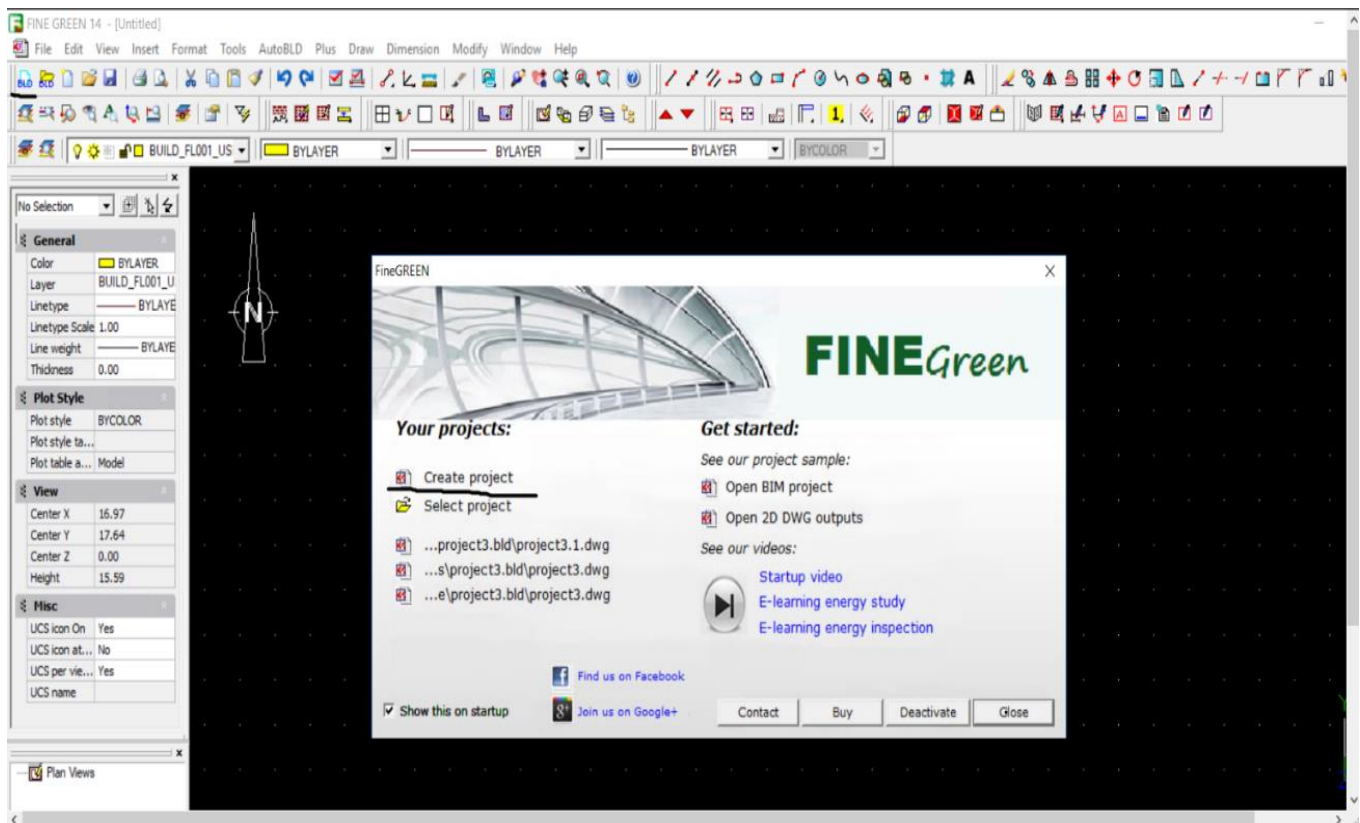 FINE GREEN 14 - [Untitled]
File Edit View Insert Format Tools AutoBLD Plus Draw Dimension Modify Window Help
BLD BLD
BUILD_FL001_US BYLAYER BYLAYER BYLAYER BYCOLOR
No Selection
General
Color BYLAYER
Layer BUILD_FL001_U
Linetype BYLAYE
Linetype Scale 1.00
Line weight BYLAYE
Thickness 0.00
Plot Style
Plot style BYCOLOR
Plot style ta...
Plot table a... Model
View
Center X 16.97
Center Y 17.64
Center Z 0.00
Height 15.59
Misc
UCS icon On Yes
UCS icon at... No
UCS per vie... Yes
UCS name
Plan Views
N
FineGREEN
FINEGreen
Your projects:
Create project
Select project
...project3.bld\project3.1.dwg
...s\project3.bld\project3.dwg
...e\project3.bld\project3.dwg
Get started:
See our project sample:
Open BIM project
Open 2D DWG outputs
See our videos:
Startup video
E-learning energy study
E-learning energy inspection
Find us on Facebook
Join us on Google+
Show this on startup
Contact Buy Deactivate Close